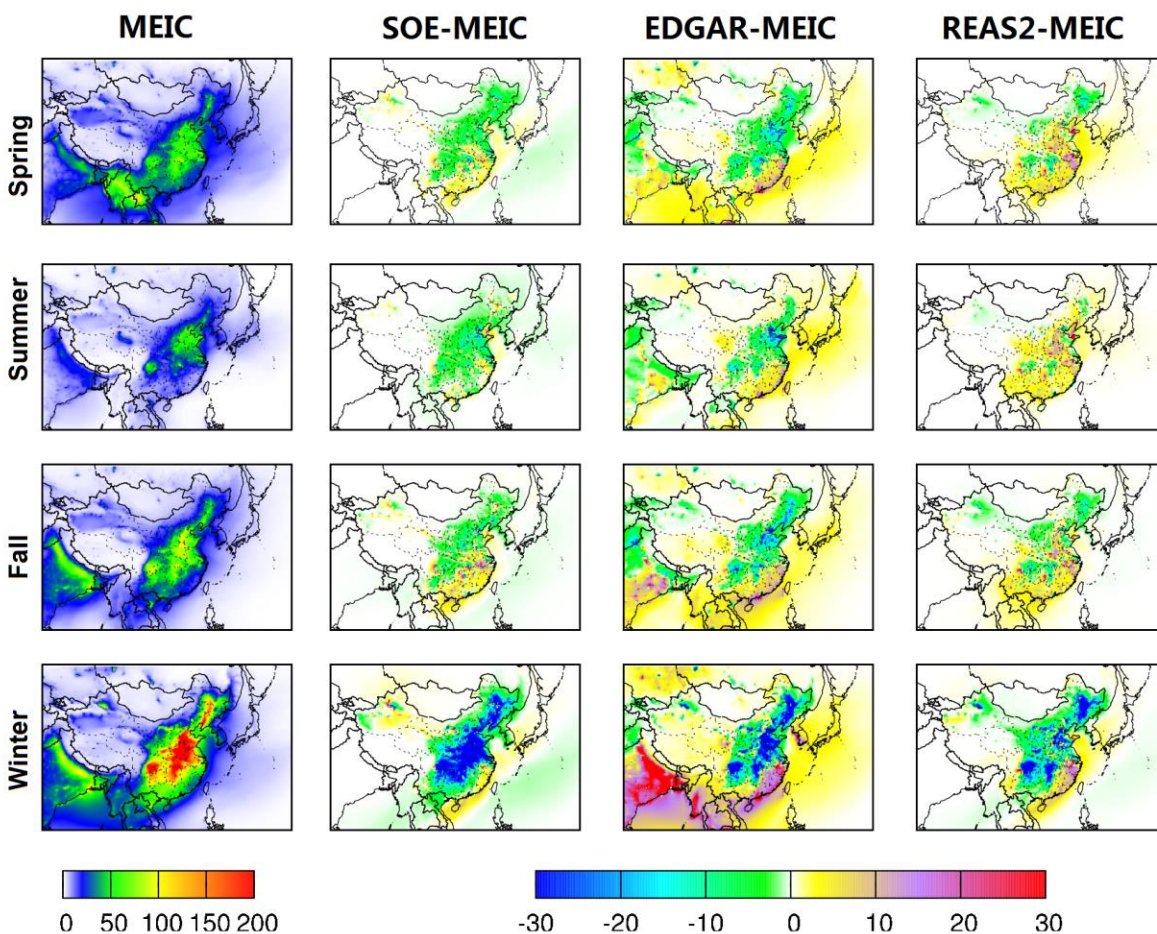 MEIC SOE-MEIC EDGAR-MEIC REAS2-MEIC
Spring
Summer
Fall
Winter
0 50 100 150 200
-30 -20 -10 0 10 20 30